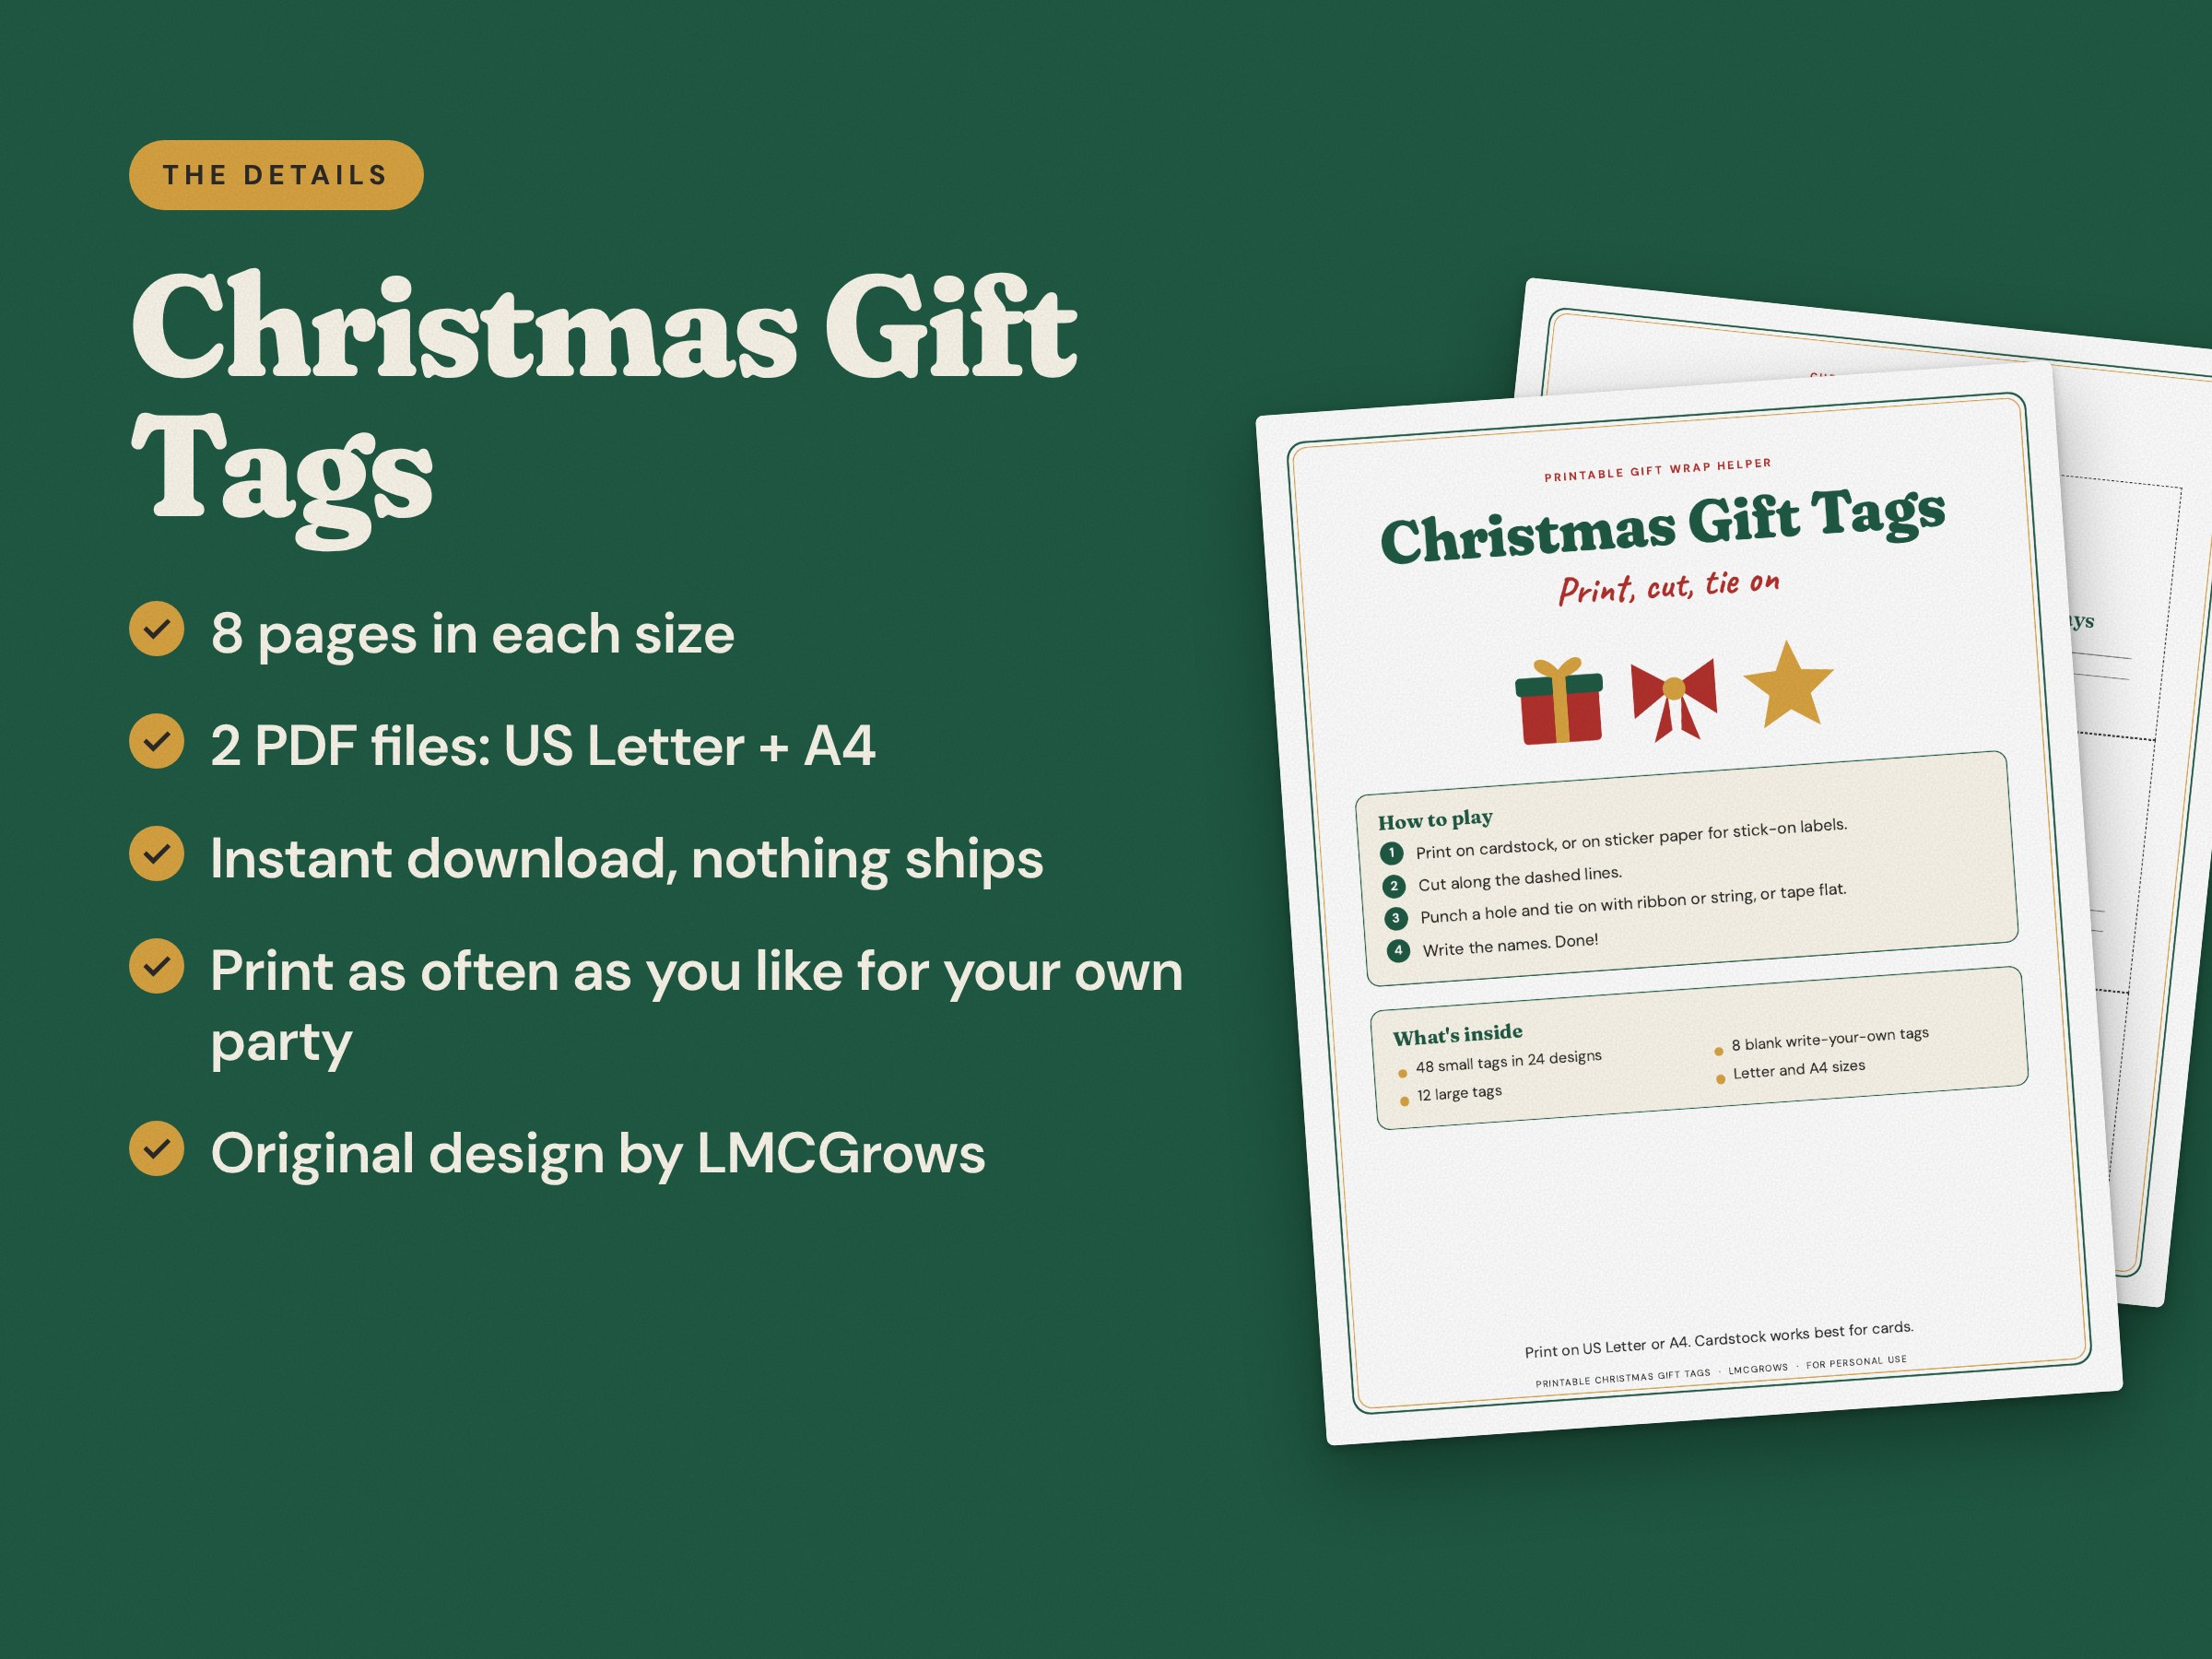 THE DETAILS
Christmas Gift
Tags
8 pages in each size
2 PDF files: US Letter + A4
Instant download, nothing ships
Print as often as you like for your own
party
Original design by LMCGrows
PRINTABLE GIFT WRAP HELPER
Christmas Gift Tags
Print, cut, tie on
How to play
1 Print on cardstock, or on sticker paper for stick-on labels.
2 Cut along the dashed lines.
3 Punch a hole and tie on with ribbon or string, or tape flat.
4 Write the names. Done!
What's inside
48 small tags in 24 designs
12 large tags
8 blank write-your-own tags
Letter and A4 sizes
Print on US Letter or A4. Cardstock works best for cards.
PRINTABLE CHRISTMAS GIFT TAGS · LMCGROWS · FOR PERSONAL USE